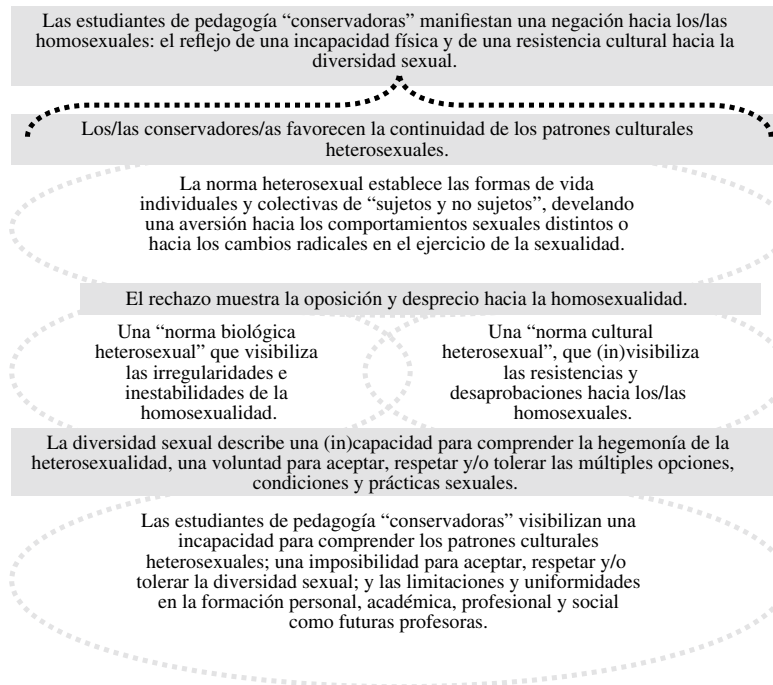 Las estudiantes de pedagogía “conservadoras” manifiestan una negación hacia los/las
homosexuales: el reflejo de una incapacidad física y de una resistencia cultural hacia la
diversidad sexual.
Los/las conservadores/as favorecen la continuidad de los patrones culturales
heterosexuales.
La norma heterosexual establece las formas de vida
individuales y colectivas de “sujetos y no sujetos”, develando
una aversión hacia los comportamientos sexuales distintos o
hacia los cambios radicales en el ejercicio de la sexualidad.
El rechazo muestra la oposición y desprecio hacia la homosexualidad.
Una “norma biológica
heterosexual” que visibiliza
las irregularidades e
inestabilidades de la
homosexualidad.
Una “norma cultural
heterosexual”, que (in)visibiliza
las resistencias y
desaprobaciones hacia los/las
homosexuales.
La diversidad sexual describe una (in)capacidad para comprender la hegemonía de la
heterosexualidad, una voluntad para aceptar, respetar y/o tolerar las múltiples opciones,
condiciones y prácticas sexuales.
Las estudiantes de pedagogía “conservadoras” visibilizan una
incapacidad para comprender los patrones culturales
heterosexuales; una imposibilidad para aceptar, respetar y/o
tolerar la diversidad sexual; y las limitaciones y uniformidades
en la formación personal, académica, profesional y social
como futuras profesoras.